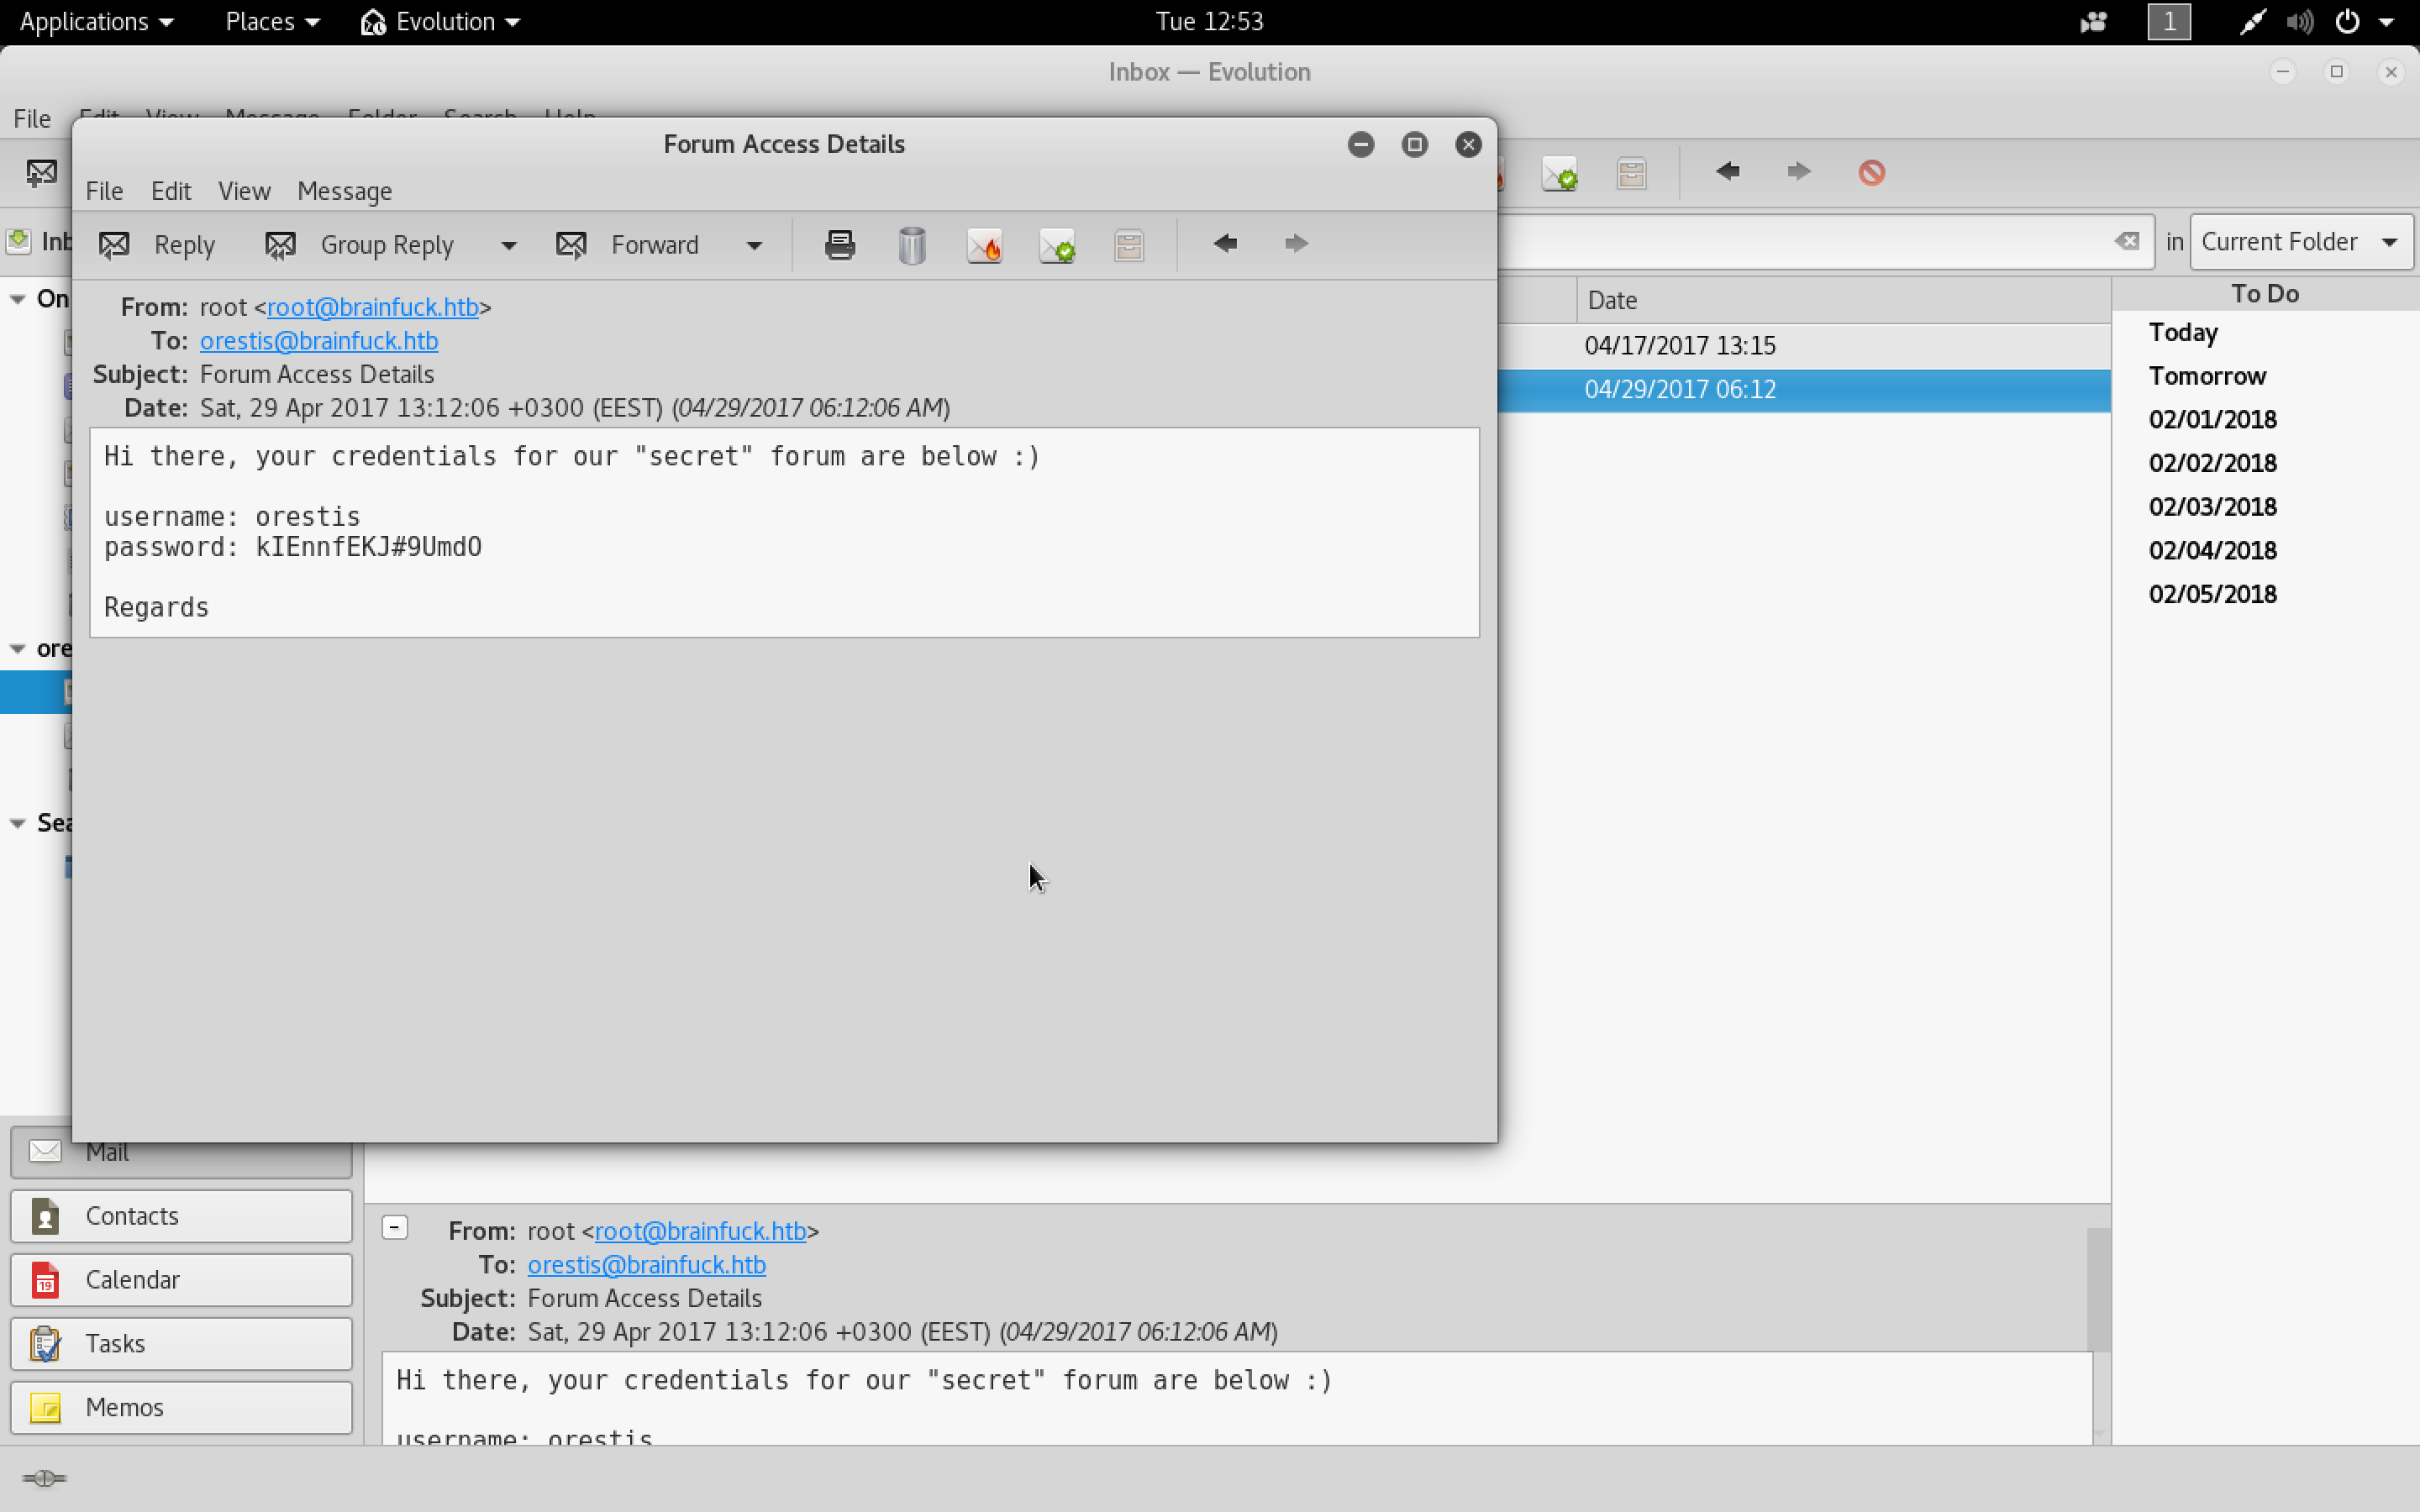 Applications Places Evolution Tue 12:53 1
Inbox — Evolution
File Edit View Message Folder Search Help
Forum Access Details
File Edit View Message
Reply Group Reply Forward
in Current Folder
From: root <root@brainfuck.htb>
To: orestis@brainfuck.htb
Subject: Forum Access Details
Date: Sat, 29 Apr 2017 13:12:06 +0300 (EEST) (04/29/2017 06:12:06 AM)
Hi there, your credentials for our "secret" forum are below :)
username: orestis
password: kIEnnfEKJ#9UmdO
Regards
Date
04/17/2017 13:15
04/29/2017 06:12
To Do
Today
Tomorrow
02/01/2018
02/02/2018
02/03/2018
02/04/2018
02/05/2018
Mail
Contacts
Calendar
19
Tasks
Memos
From: root <root@brainfuck.htb>
To: orestis@brainfuck.htb
Subject: Forum Access Details
Date: Sat, 29 Apr 2017 13:12:06 +0300 (EEST) (04/29/2017 06:12:06 AM)
Hi there, your credentials for our "secret" forum are below :)
username: orestis